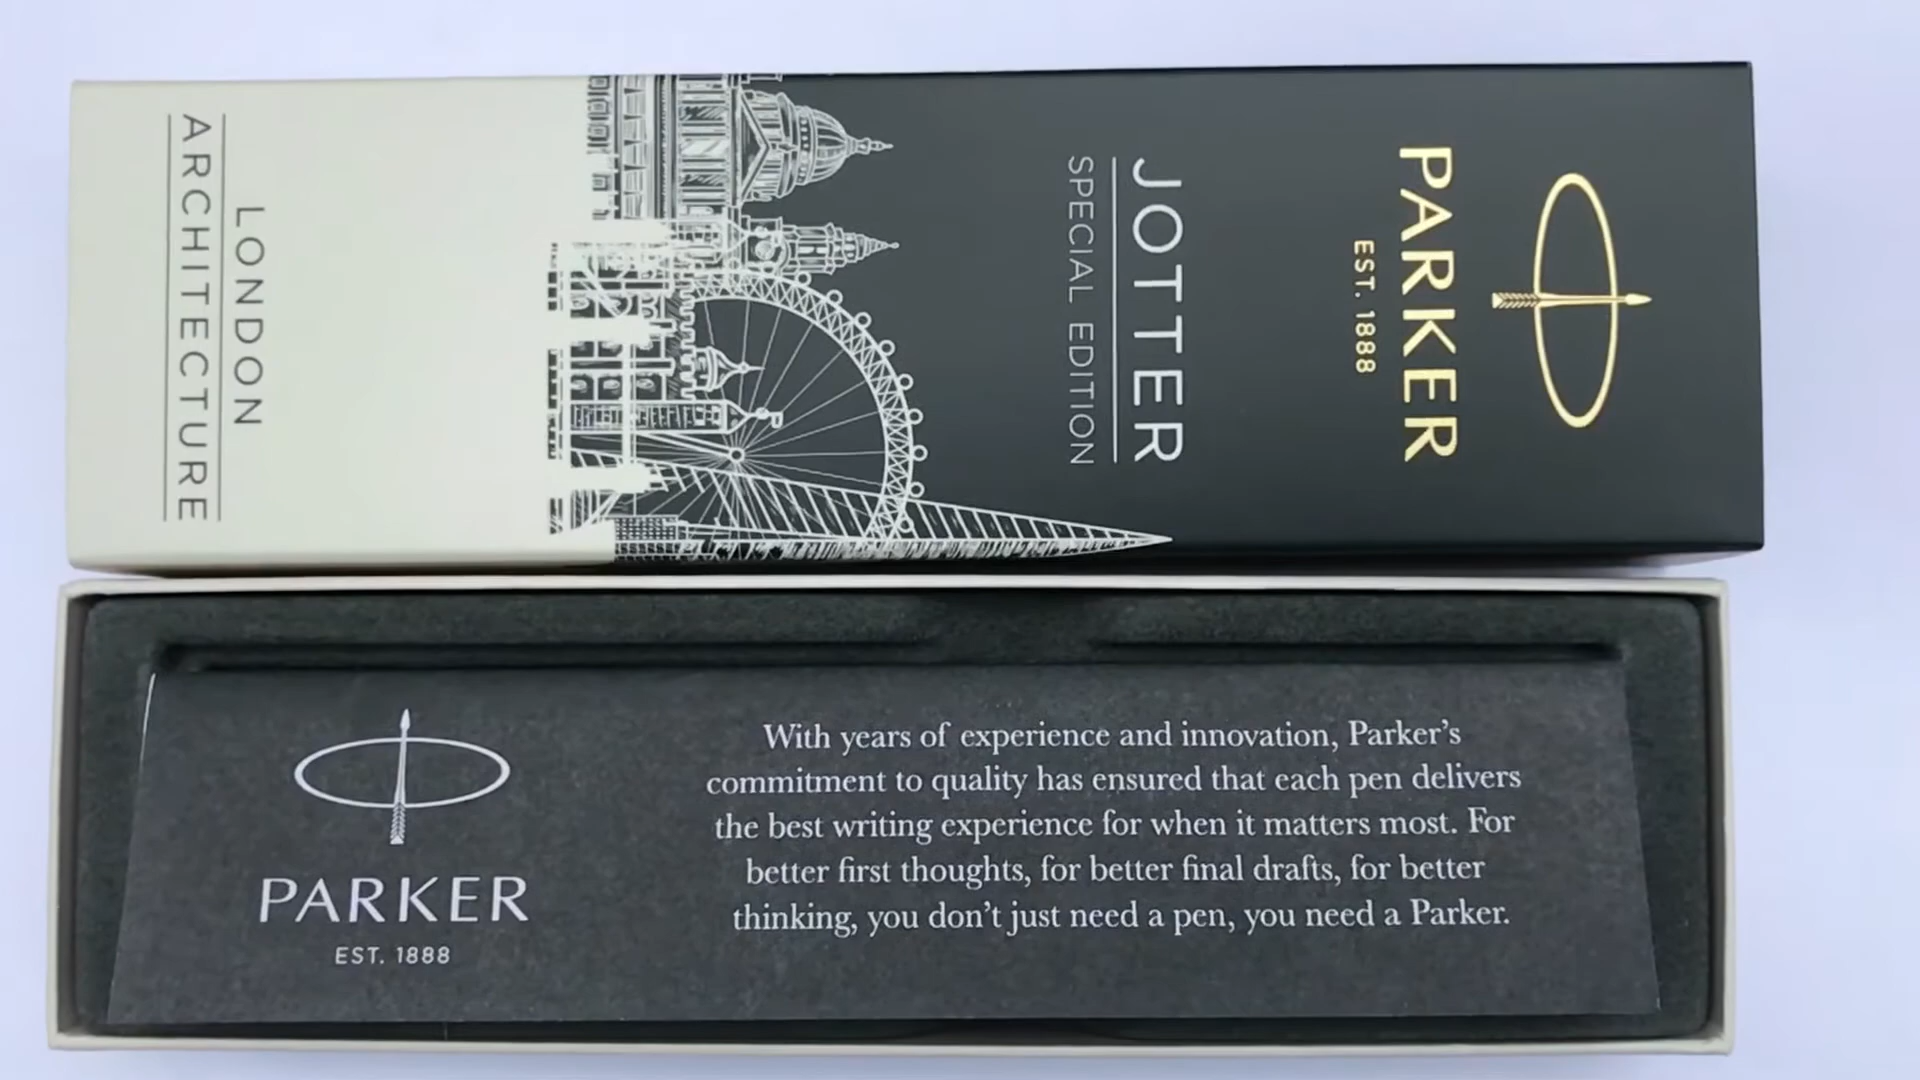 PARKER
EST. 1888
JOTTER
SPECIAL EDITION
LONDON
ARCHITECTURE
PARKER
EST. 1888
With years of experience and innovation, Parker’s
commitment to quality has ensured that each pen delivers
the best writing experience for when it matters most. For
better first thoughts, for better final drafts, for better
thinking, you don’t just need a pen, you need a Parker.